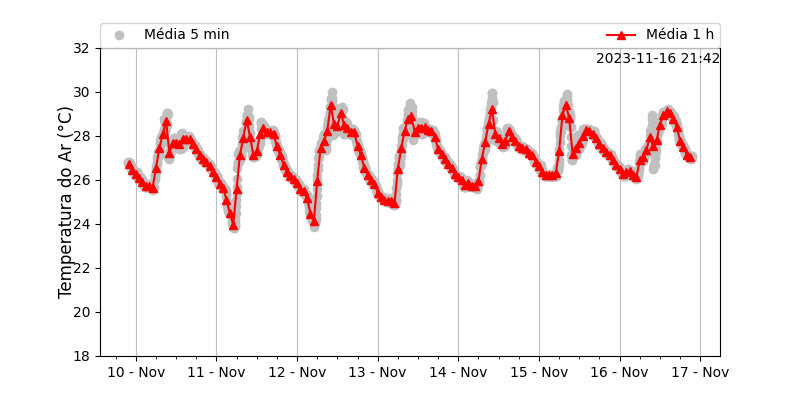 Média 5 min
Média 1 h
2023-11-16 21:42
Temperatura do Ar (°C)
32
30
28
26
24
22
20
18
10 - Nov
11 - Nov
12 - Nov
13 - Nov
14 - Nov
15 - Nov
16 - Nov
17 - Nov